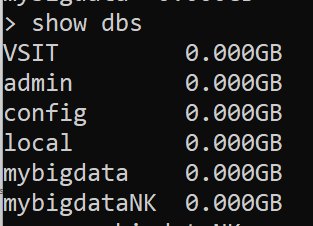 > show dbs
VSIT 0.000GB
admin 0.000GB
config 0.000GB
local 0.000GB
mybigdata 0.000GB
mybigdataNK 0.000GB